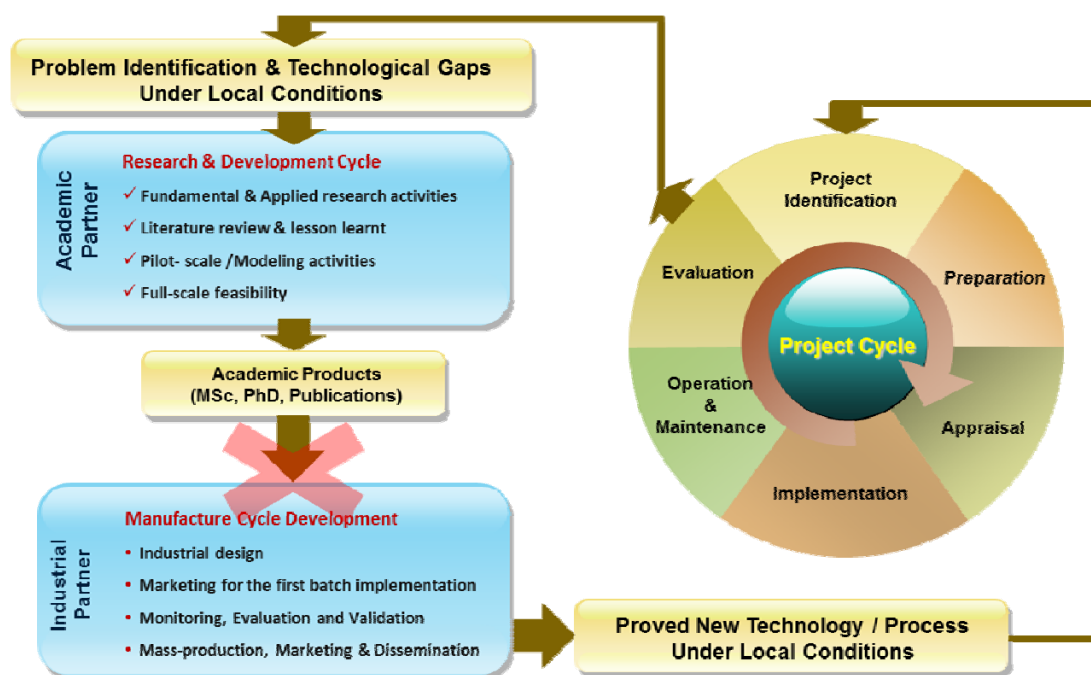 Problem Identification & Technological Gaps
Under Local Conditions
Academic
Partner
Research & Development Cycle
✓ Fundamental & Applied research activities
✓ Literature review & lesson learnt
✓ Pilot- scale /Modeling activities
✓ Full-scale feasibility
Academic Products
(MSc, PhD, Publications)
Industrial
Partner
Manufacture Cycle Development
• Industrial design
• Marketing for the first batch implementation
• Monitoring, Evaluation and Validation
• Mass-production, Marketing & Dissemination
Proved New Technology / Process
Under Local Conditions
Project
Identification
Preparation
Appraisal
Implementation
Operation
&
Maintenance
Evaluation
Project Cycle